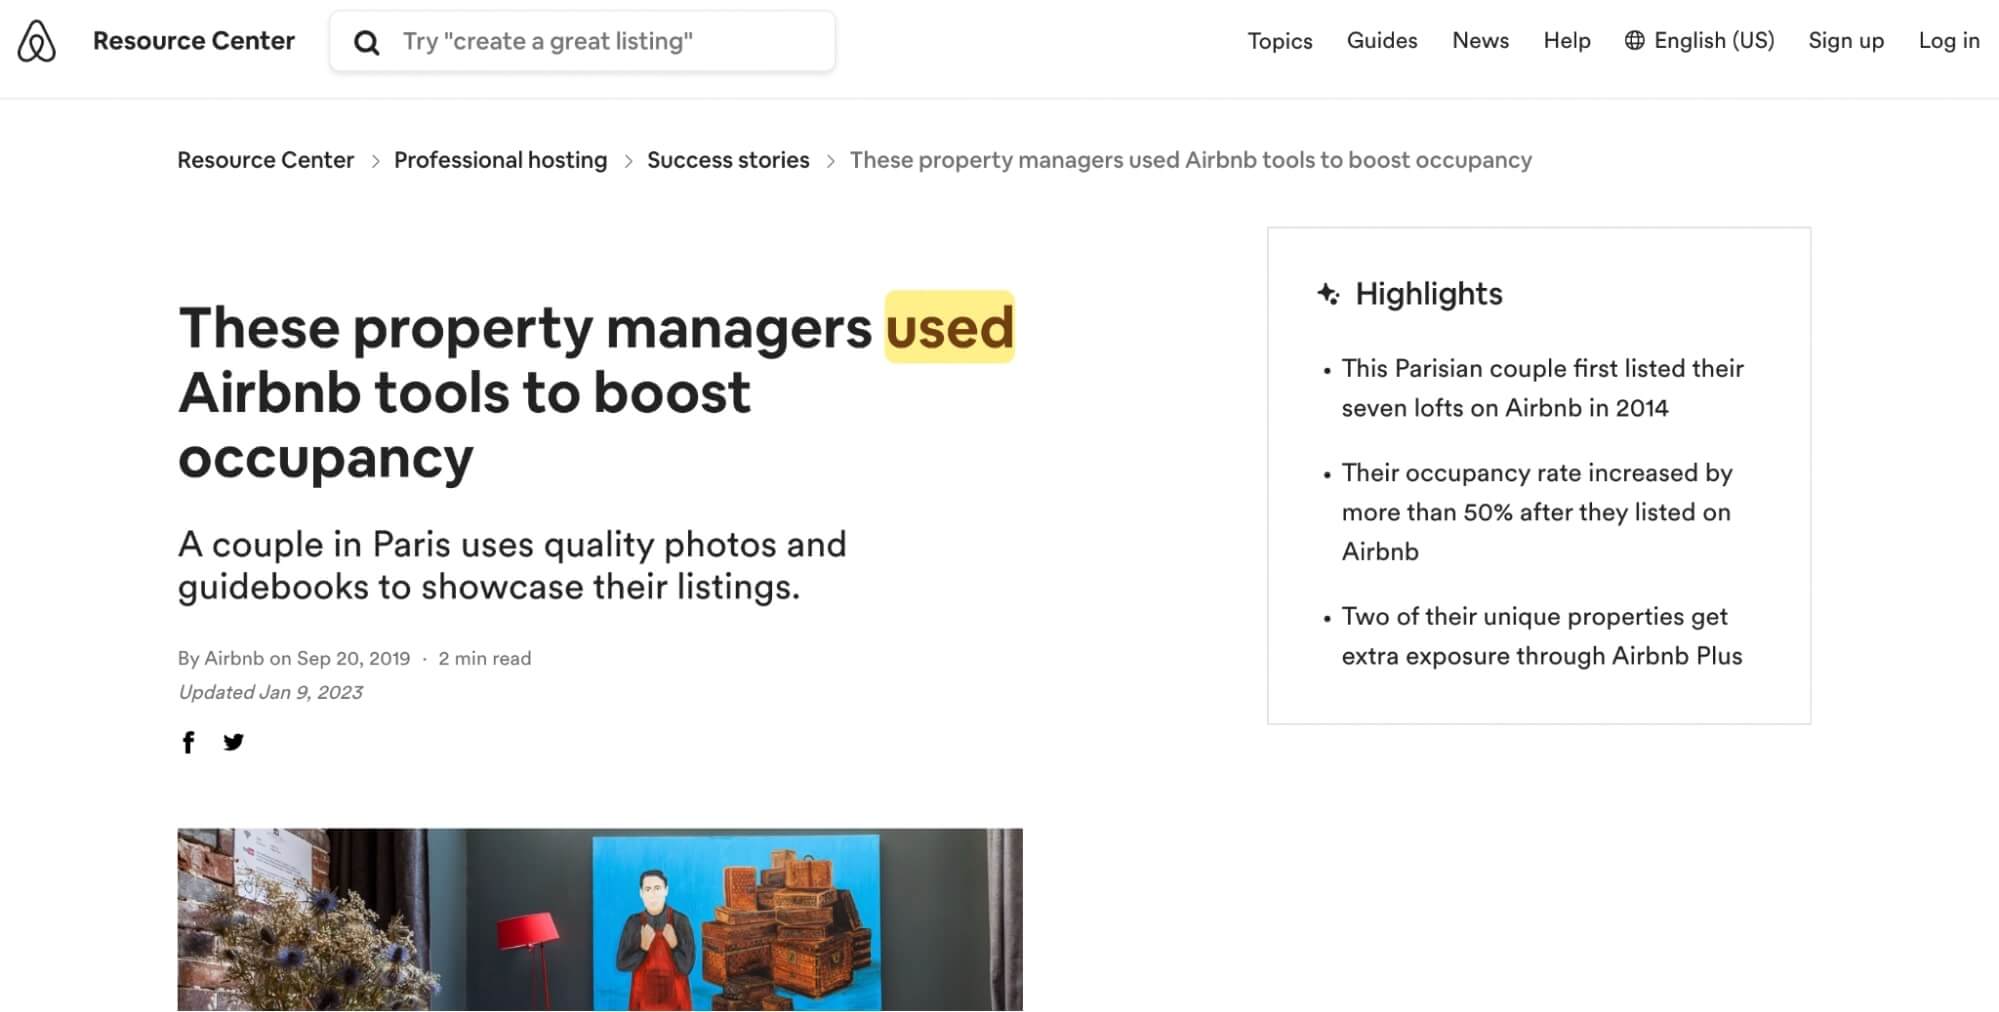 Resource Center
Try "create a great listing"
Topics Guides News Help English (US) Sign up Log in
Resource Center > Professional hosting > Success stories > These property managers used Airbnb tools to boost occupancy
These property managers used
Airbnb tools to boost
occupancy
A couple in Paris uses quality photos and
guidebooks to showcase their listings.
By Airbnb on Sep 20, 2019 · 2 min read
Updated Jan 9, 2023
Highlights
• This Parisian couple first listed their
seven lofts on Airbnb in 2014
• Their occupancy rate increased by
more than 50% after they listed on
Airbnb
• Two of their unique properties get
extra exposure through Airbnb Plus